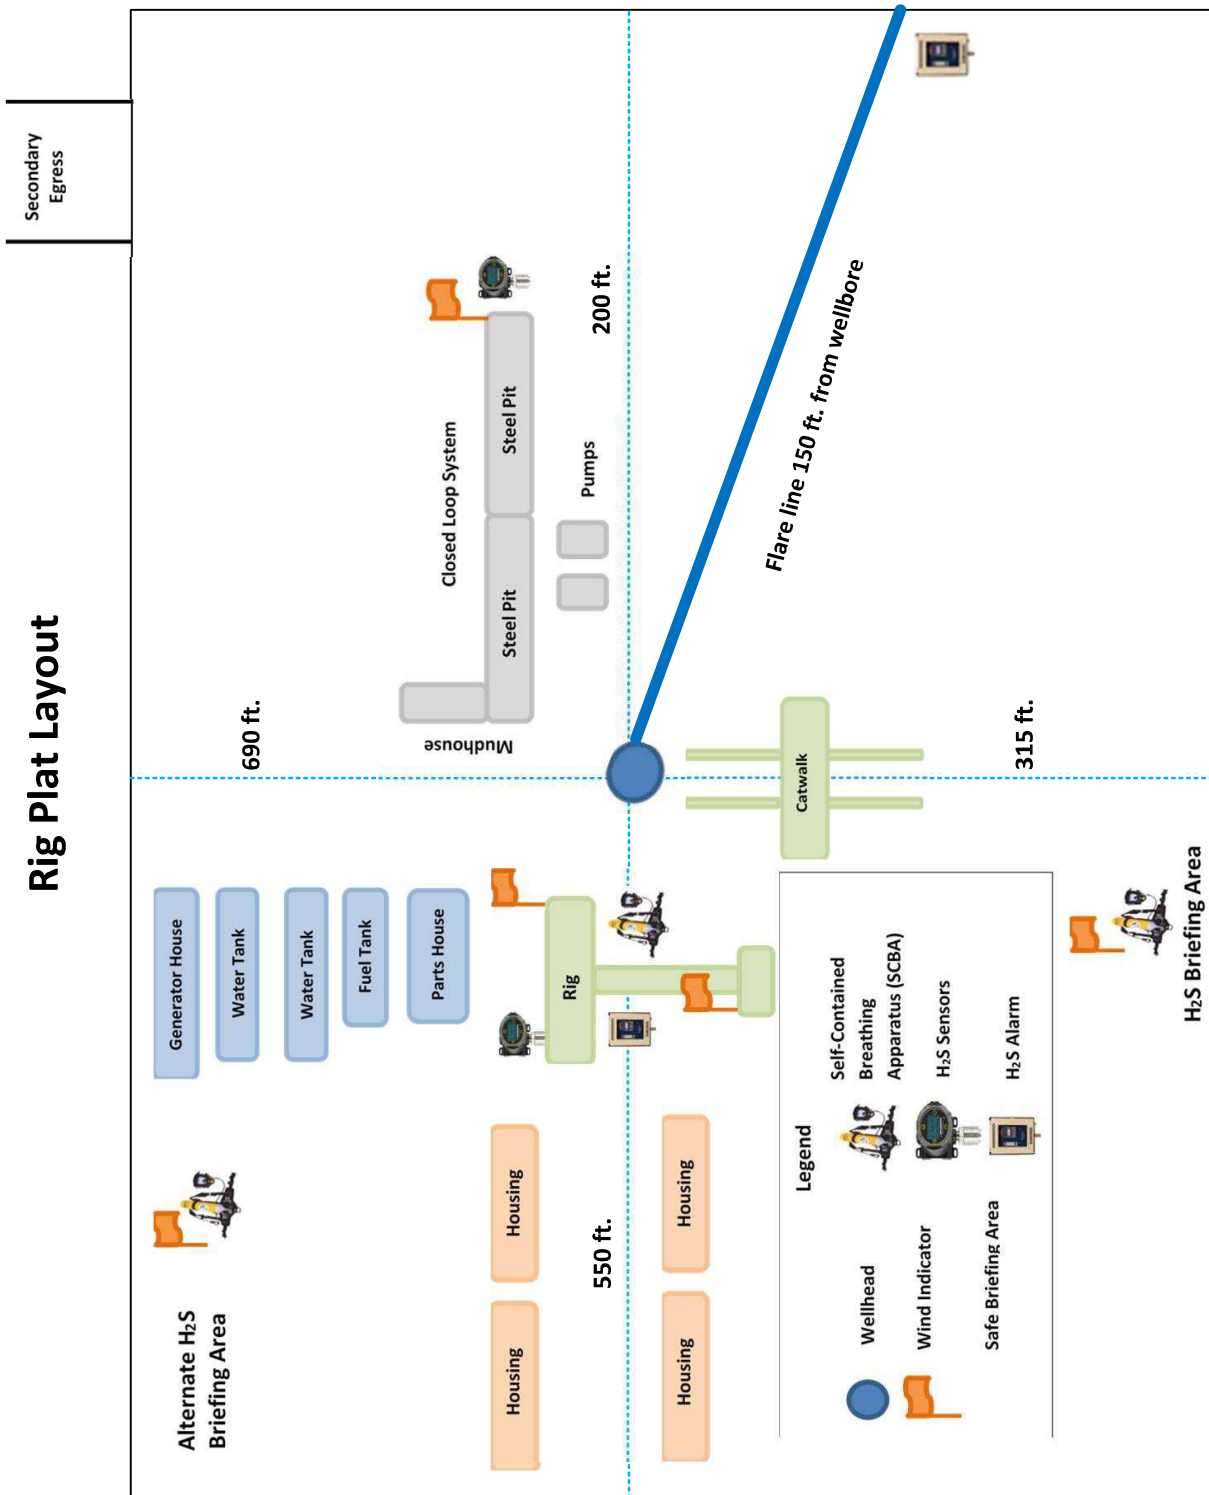 Rig Plat Layout
Secondary
Egress
690 ft.
200 ft.
550 ft.
315 ft.
Closed Loop System
Steel Pit
Steel Pit
Pumps
Mudhouse
Flare line 150 ft. from wellbore
Generator House
Water Tank
Water Tank
Fuel Tank
Parts House
Rig
Catwalk
Housing
Housing
Housing
Housing
Alternate H₂S
Briefing Area
H₂S Briefing Area
Legend
Wellhead
Wind Indicator
Safe Briefing Area
Self-Contained
Breathing
Apparatus (SCBA)
H₂S Sensors
H₂S Alarm